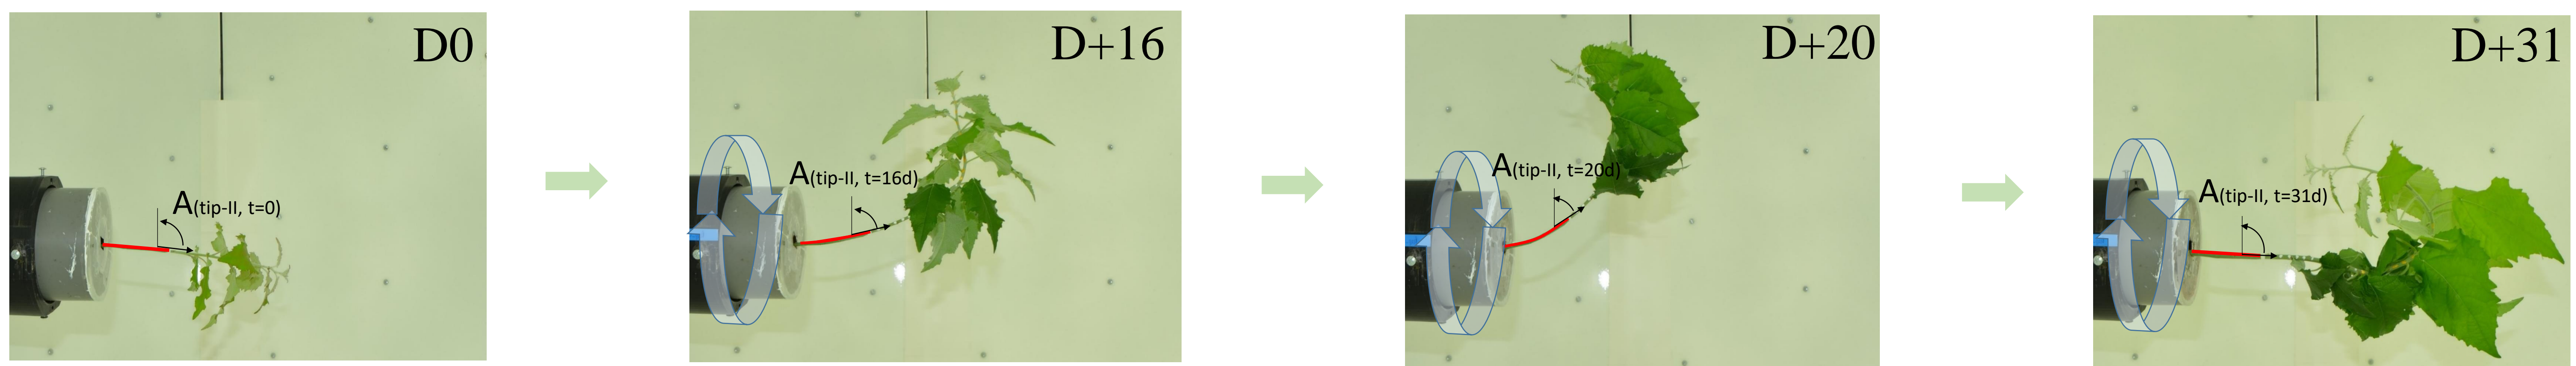 D0
A(tip-II, t=0)
D+16
A(tip-II, t=16d)
D+20
A(tip-II, t=20d)
D+31
A(tip-II, t=31d)